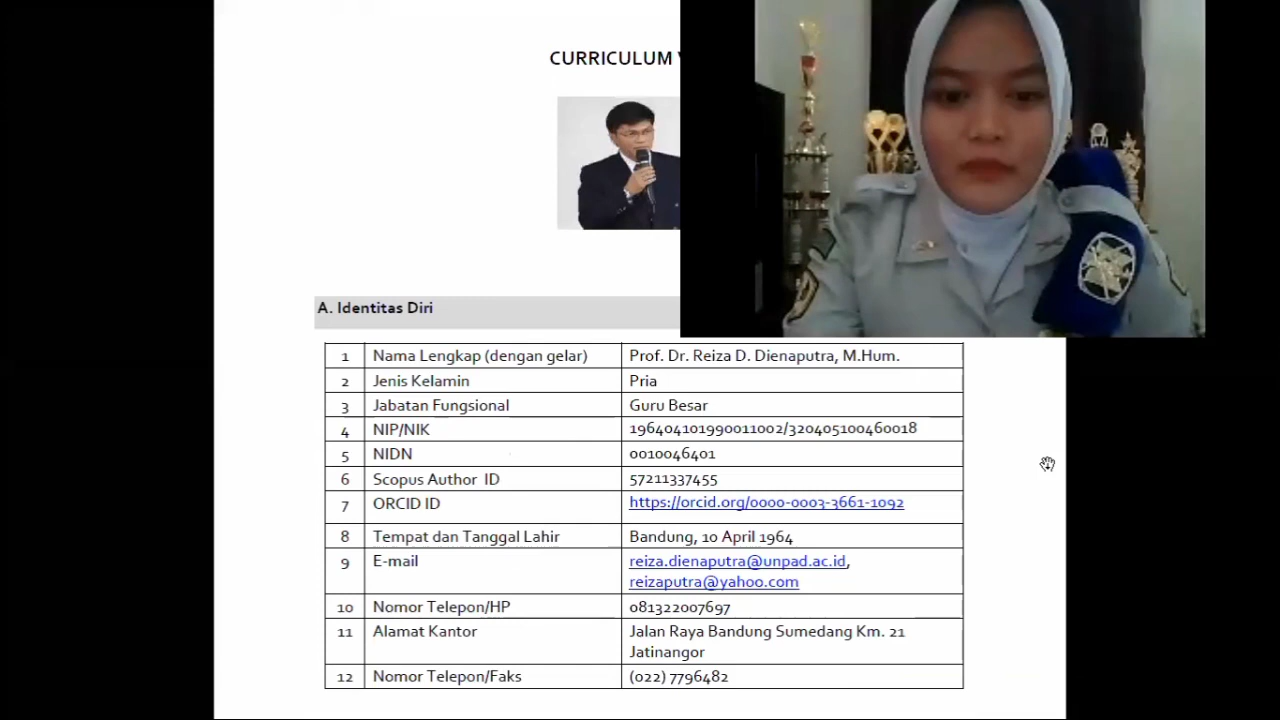 CURRICULUM
A. Identitas Diri
1 Nama Lengkap (dengan gelar) Prof. Dr. Reiza D. Dienaputra, M.Hum.
2 Jenis Kelamin Pria
3 Jabatan Fungsional Guru Besar
4 NIP/NIK 196404101990011002/320405100460018
5 NIDN 0010046401
6 Scopus Author ID 57211337455
7 ORCID ID https://orcid.org/0000-0003-3661-1092
8 Tempat dan Tanggal Lahir Bandung, 10 April 1964
9 E-mail reiza.dienaputra@unpad.ac.id,
reizaputra@yahoo.com
10 Nomor Telepon/HP 081322007697
11 Alamat Kantor Jalan Raya Bandung Sumedang Km. 21
Jatinangor
12 Nomor Telepon/Faks (022) 7796482